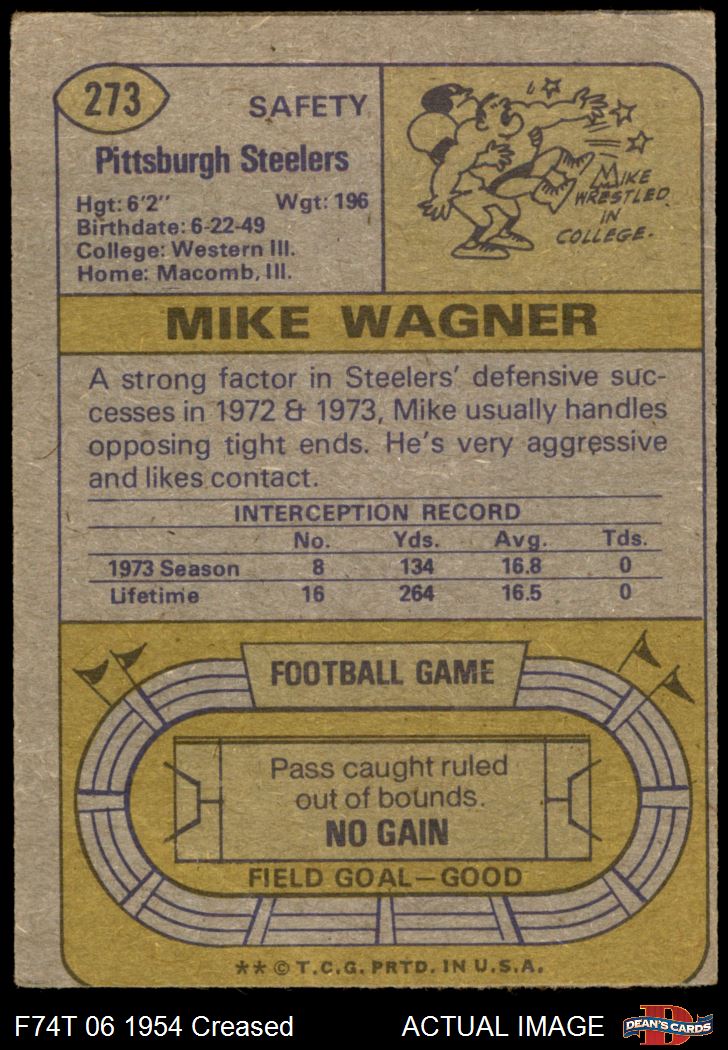 273
SAFETY
Pittsburgh Steelers
Hgt: 6'2" Wgt: 196
Birthdate: 6-22-49
College: Western Ill.
Home: Macomb, Ill.
MIKE
WRESTLED
IN
COLLEGE.
MIKE WAGNER
A strong factor in Steelers' defensive suc-
cesses in 1972 & 1973, Mike usually handles
opposing tight ends. He's very aggressive
and likes contact.
INTERCEPTION RECORD
No. Yds. Avg. Tds.
1973 Season 8 134 16.8 0
Lifetime 16 264 16.5 0
FOOTBALL GAME
Pass caught ruled
out of bounds.
NO GAIN
FIELD GOAL—GOOD
** © T.C.G. PRTD. IN U.S.A.
F74T 06 1954 Creased ACTUAL IMAGE
D
DEAN'S CARDS